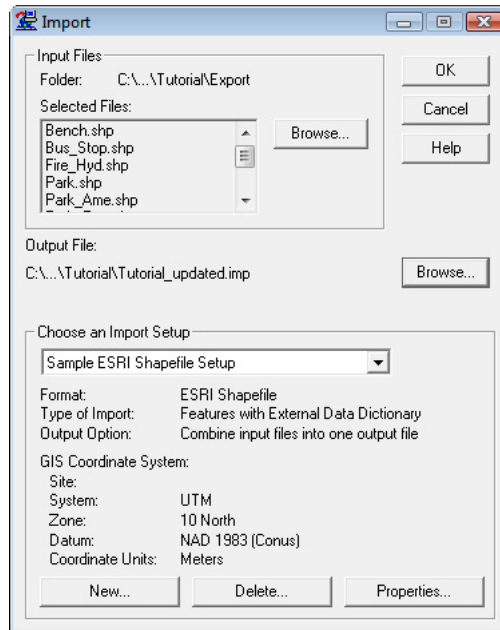 Import
Input Files
Folder: C:\...\Tutorial\Export
Selected Files:
Bench.shp
Bus_Stop.shp
Fire_Hyd.shp
Park.shp
Park_Ame.shp
Browse...
OK
Cancel
Help
Output File:
C:\...\Tutorial\Tutorial_updated.imp
Browse...
Choose an Import Setup
Sample ESRI Shapefile Setup
Format: ESRI Shapefile
Type of Import: Features with External Data Dictionary
Output Option: Combine input files into one output file
GIS Coordinate System:
Site:
System: UTM
Zone: 10 North
Datum: NAD 1983 (Conus)
Coordinate Units: Meters
New...
Delete...
Properties...